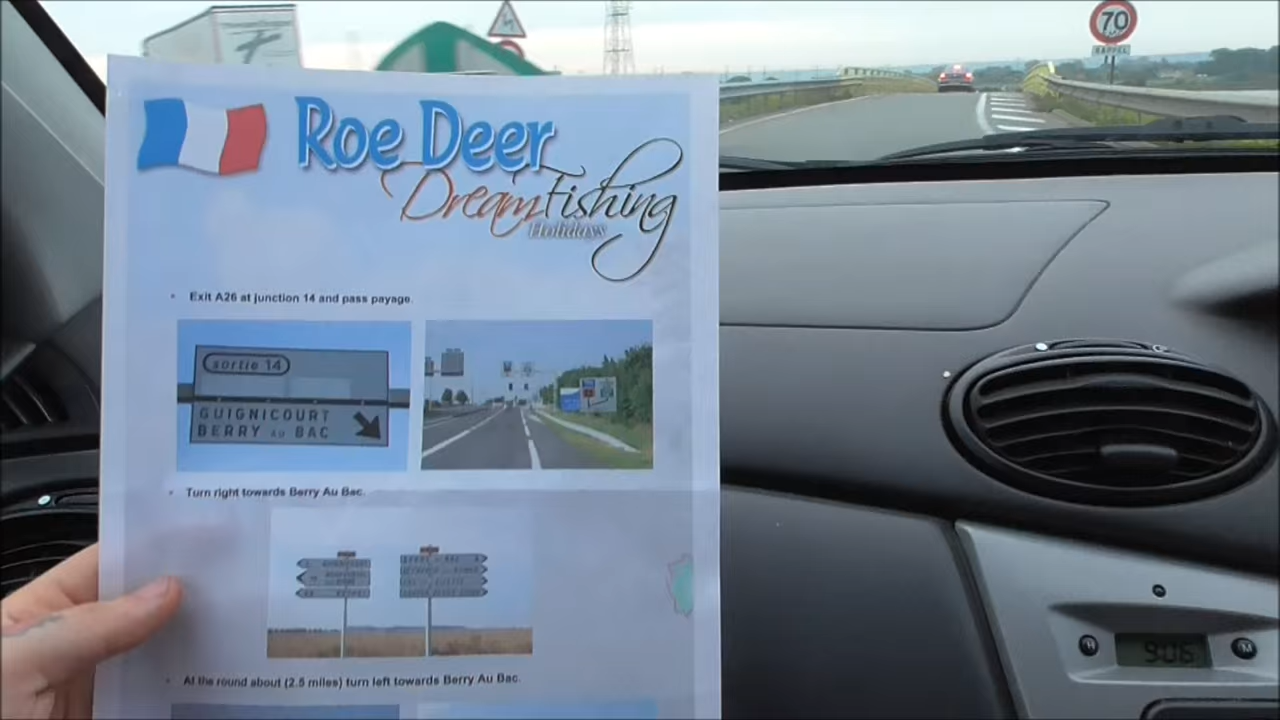 70
RAPPEL
Roe Deer
DreamFishing
Holidays
Exit A26 at junction 14 and pass payage.
sortie 14
GUIGNICOURT
BERRY AU BAC
Turn right towards Berry Au Bac.
At the round about (2.5 miles) turn left towards Berry Au Bac.
H
9:06
M